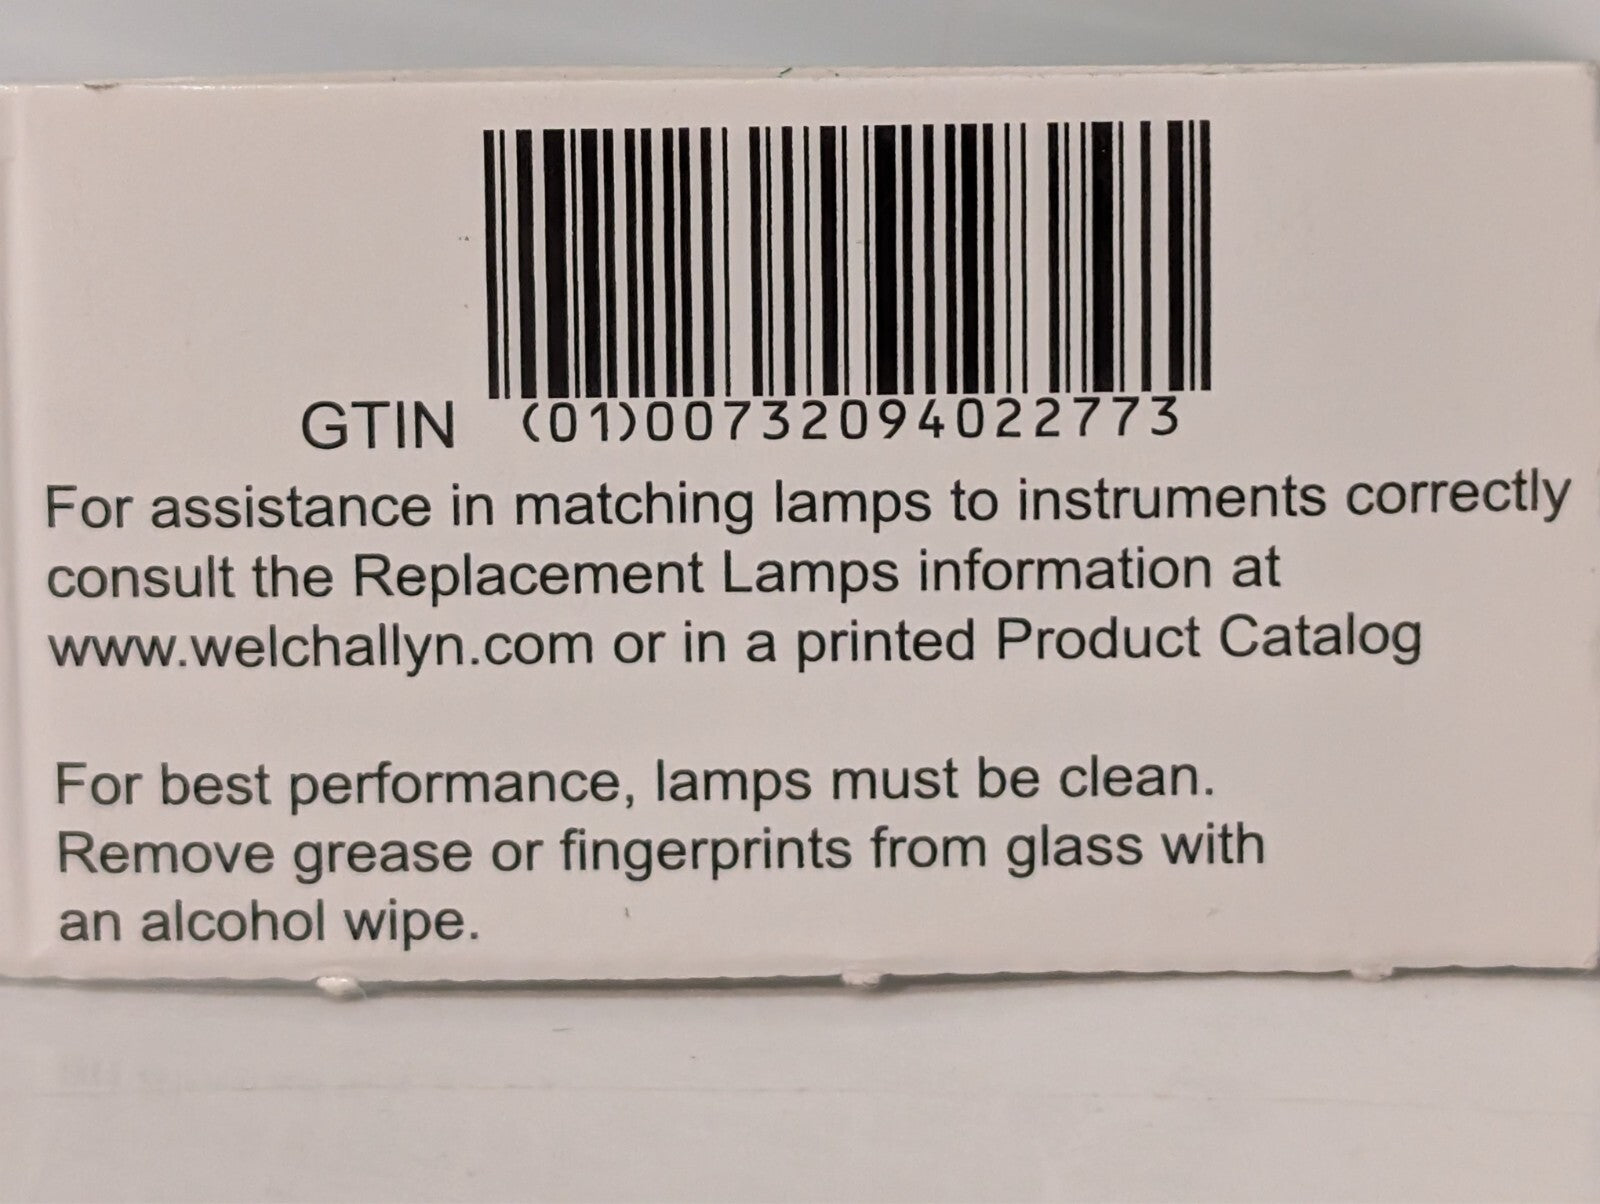 GTIN (01)00732094022773
For assistance in matching lamps to instruments correctly
consult the Replacement Lamps information at
www.welchallyn.com or in a printed Product Catalog
For best performance, lamps must be clean.
Remove grease or fingerprints from glass with
an alcohol wipe.